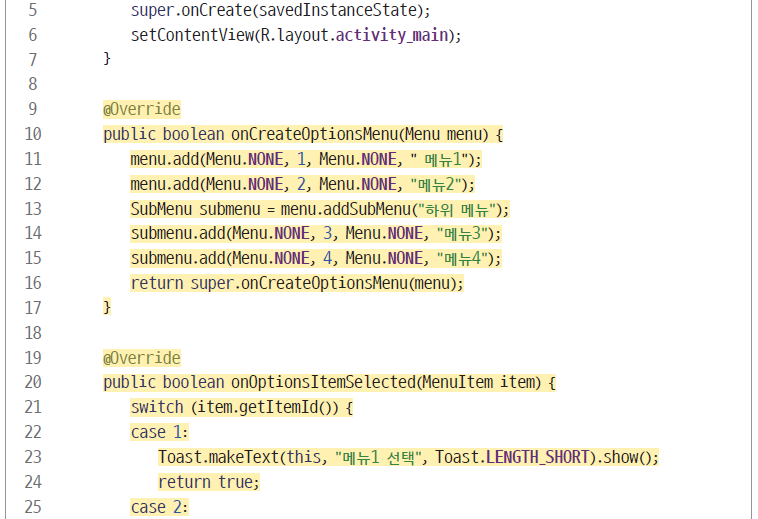 5 super.onCreate(savedInstanceState);
6 setContentView(R.layout.activity_main);
7 }
8
9 @Override
10 public boolean onCreateOptionsMenu(Menu menu) {
11 menu.add(Menu.NONE, 1, Menu.NONE, " 메뉴1");
12 menu.add(Menu.NONE, 2, Menu.NONE, "메뉴2");
13 SubMenu submenu = menu.addSubMenu("하위 메뉴");
14 submenu.add(Menu.NONE, 3, Menu.NONE, "메뉴3");
15 submenu.add(Menu.NONE, 4, Menu.NONE, "메뉴4");
16 return super.onCreateOptionsMenu(menu);
17 }
18
19 @Override
20 public boolean onOptionsItemSelected(MenuItem item) {
21 switch (item.getItemId()) {
22 case 1:
23 Toast.makeText(this, "메뉴1 선택", Toast.LENGTH_SHORT).show();
24 return true;
25 case 2: